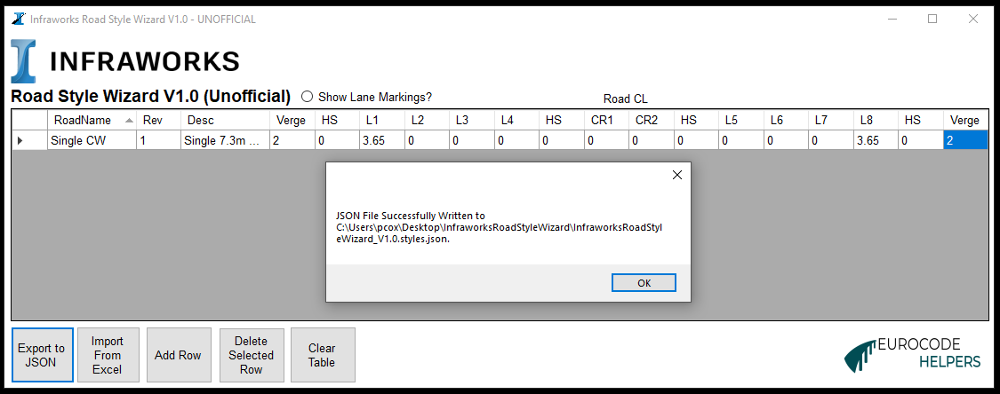 Infraworks Road Style Wizard V1.0 - UNOFFICIAL
INFRAWORKS
Road Style Wizard V1.0 (Unofficial) Show Lane Markings? Road CL
RoadName Rev Desc Verge HS L1 L2 L3 L4 HS CR1 CR2 HS L5 L6 L7 L8 HS Verge
Single CW 1 Single 7.3m ... 2 0 3.65 0 0 0 0 0 0 0 0 0 0 3.65 0 2
JSON File Successfully Written to
C:\Users\pcox\Desktop\InfraworksRoadStyleWizard\InfraworksRoadStyl
eWizard_V1.0.styles.json.
OK
Export to
JSON
Import
From
Excel
Add Row
Delete
Selected
Row
Clear
Table
EUROCODE
HELPERS